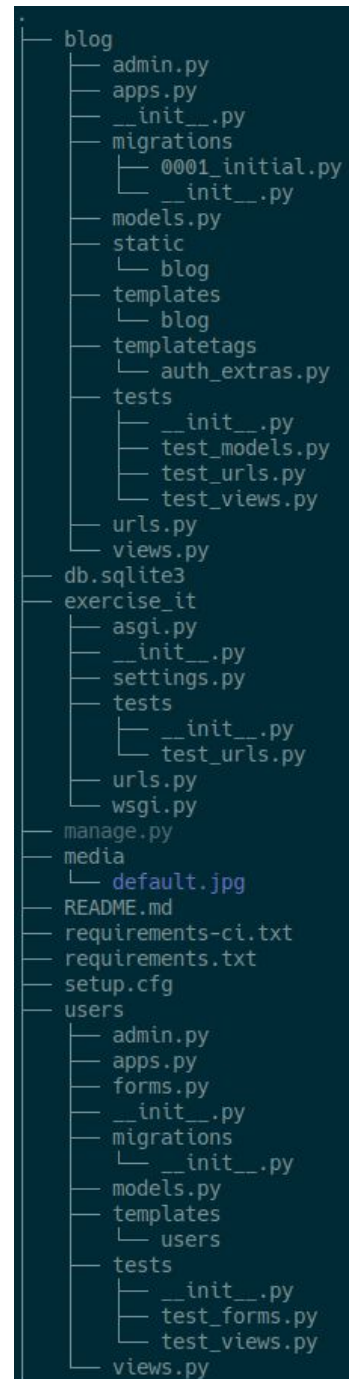 .
├── blog
│   ├── admin.py
│   ├── apps.py
│   ├── __init__.py
│   ├── migrations
│   │   ├── 0001_initial.py
│   │   └── __init__.py
│   ├── models.py
│   ├── static
│   │   └── blog
│   ├── templates
│   │   └── blog
│   ├── templatetags
│   │   └── auth_extras.py
│   ├── tests
│   │   ├── __init__.py
│   │   ├── test_models.py
│   │   ├── test_urls.py
│   │   └── test_views.py
│   ├── urls.py
│   └── views.py
├── db.sqlite3
├── exercise_it
│   ├── asgi.py
│   ├── __init__.py
│   ├── settings.py
│   ├── tests
│   │   ├── __init__.py
│   │   └── test_urls.py
│   ├── urls.py
│   └── wsgi.py
├── manage.py
├── media
│   └── default.jpg
├── README.md
├── requirements-ci.txt
├── requirements.txt
├── setup.cfg
├── users
│   ├── admin.py
│   ├── apps.py
│   ├── forms.py
│   ├── __init__.py
│   ├── migrations
│   │   └── __init__.py
│   ├── models.py
│   ├── templates
│   │   └── users
│   ├── tests
│   │   ├── __init__.py
│   │   ├── test_forms.py
│   │   └── test_views.py
│   └── views.py